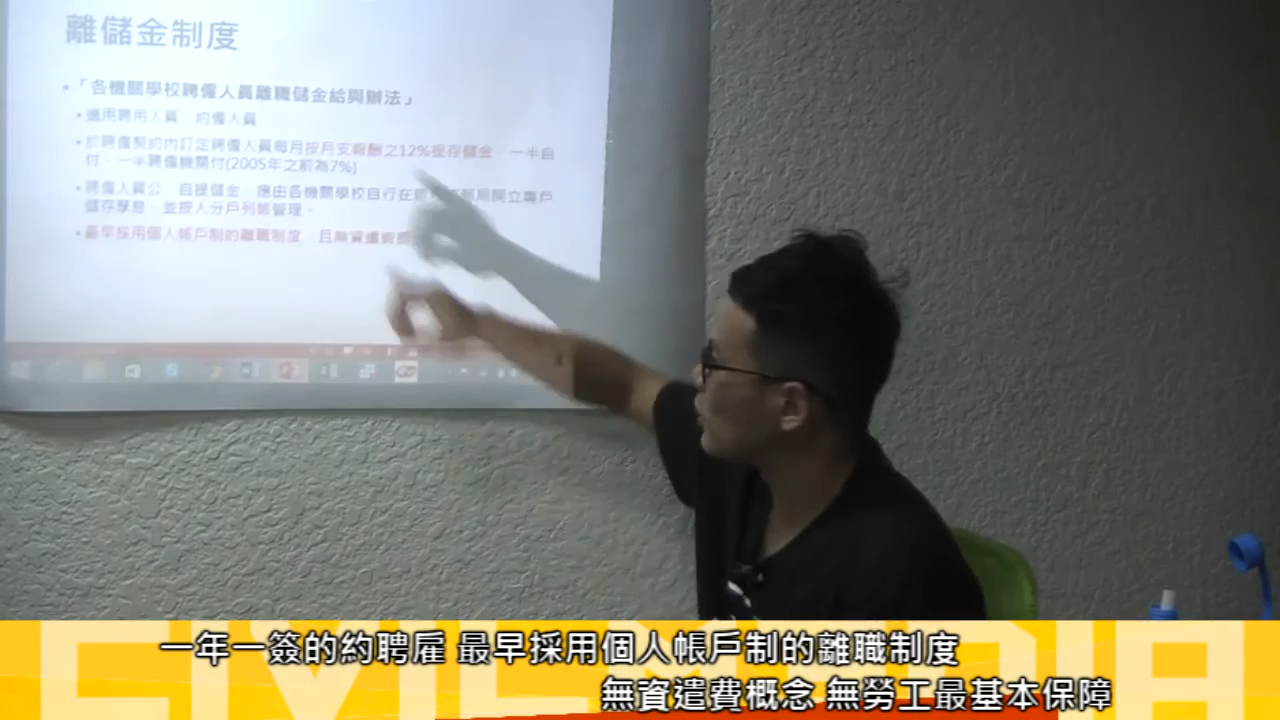 離儲金制度
•「各機關學校聘僱人員離職儲金給與辦法」
• 適用聘用人員 約僱人員
• 於聘僱契約內訂定聘僱人員每月按月支報酬之12%提存儲金 一半自
付、一半聘僱機關付(2005年之前為7%)
• 聘僱人員公 自提儲金 應由各機關學校自行在 局開立專戶
儲存孳息、並按人分戶列帳管理。
• 最早採用個人帳戶制的離職制度 且無資遣
一年一簽的約聘雇 最早採用個人帳戶制的離職制度
無資遣費概念 無勞工最基本保障